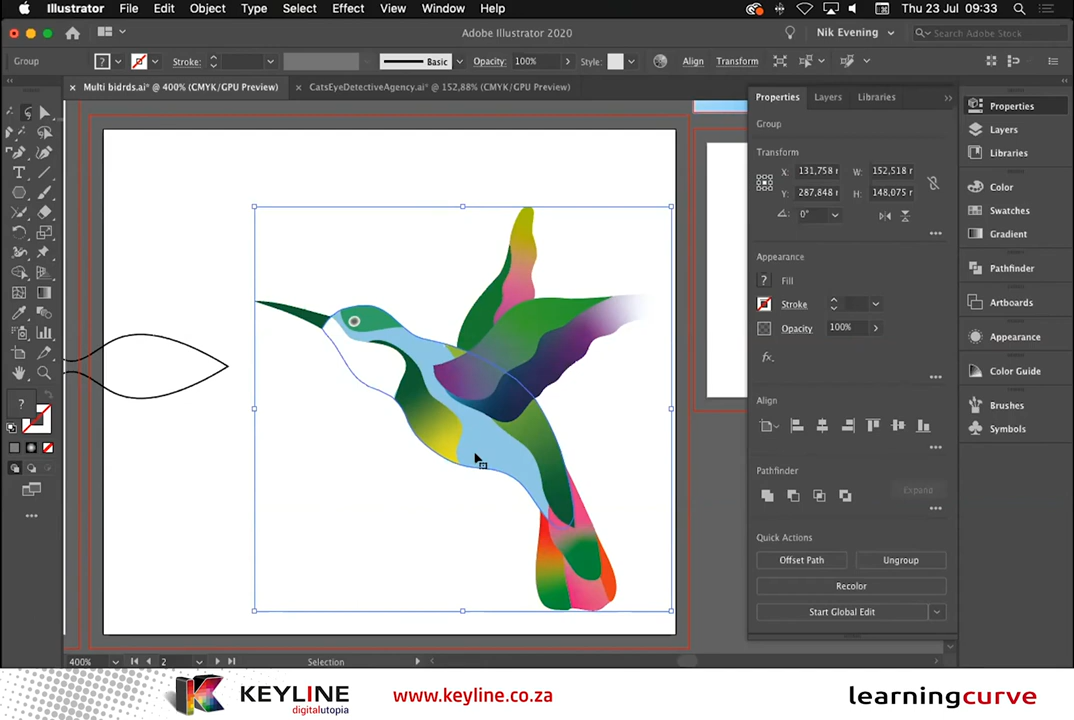 Illustrator File Edit Object Type Select Effect View Window Help Thu 23 Jul 09:33
Adobe Illustrator 2020 Nik Evening Search Adobe Stock
Group ? Stroke: Basic Opacity: 100% Style: Align Transform
× Multi bidrds.ai* @ 400% (CMYK/GPU Preview) × CatsEyeDetectiveAgency.ai* @ 152,88% (CMYK/GPU Preview)
Properties Layers Libraries
Group
Transform
X: 131,758 r W: 152,518 r
Y: 287,848 r H: 148,075 r
0°
Appearance
? Fill
Stroke
Opacity 100%
fx.
Align
Pathfinder
Expand
Quick Actions
Offset Path Ungroup
Recolor
Start Global Edit
Properties
Layers
Libraries
Color
Swatches
Gradient
Pathfinder
Artboards
Appearance
Color Guide
Brushes
Symbols
?
400% 2 Selection
KEYLINE
digitalutopia
www.keyline.co.za
learningcurve